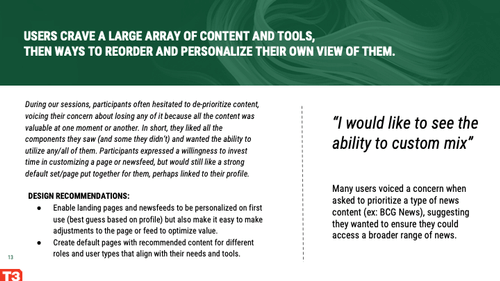 USERS CRAVE A LARGE ARRAY OF CONTENT AND TOOLS,
THEN WAYS TO REORDER AND PERSONALIZE THEIR OWN VIEW OF THEM.
During our sessions, participants often hesitated to de-prioritize content,
voicing their concern about losing any of it because all the content was
valuable at one moment or another. In short, they liked all the
components they saw (and some they didn't) and wanted the ability to
utilize any/all of them. Participants expressed a willingness to invest
time in customizing a page or newsfeed, but would still like a strong
default set/page put together for them, perhaps linked to their profile.
DESIGN RECOMMENDATIONS:
● Enable landing pages and newsfeeds to be personalized on first
use (best guess based on profile) but also make it easy to make
adjustments to the page or feed to optimize value.
● Create default pages with recommended content for different
roles and user types that align with their needs and tools.
"I would like to see the
ability to custom mix"
Many users voiced a concern when
asked to prioritize a type of news
content (ex: BCG News), suggesting
they wanted to ensure they could
access a broader range of news.
13
T3